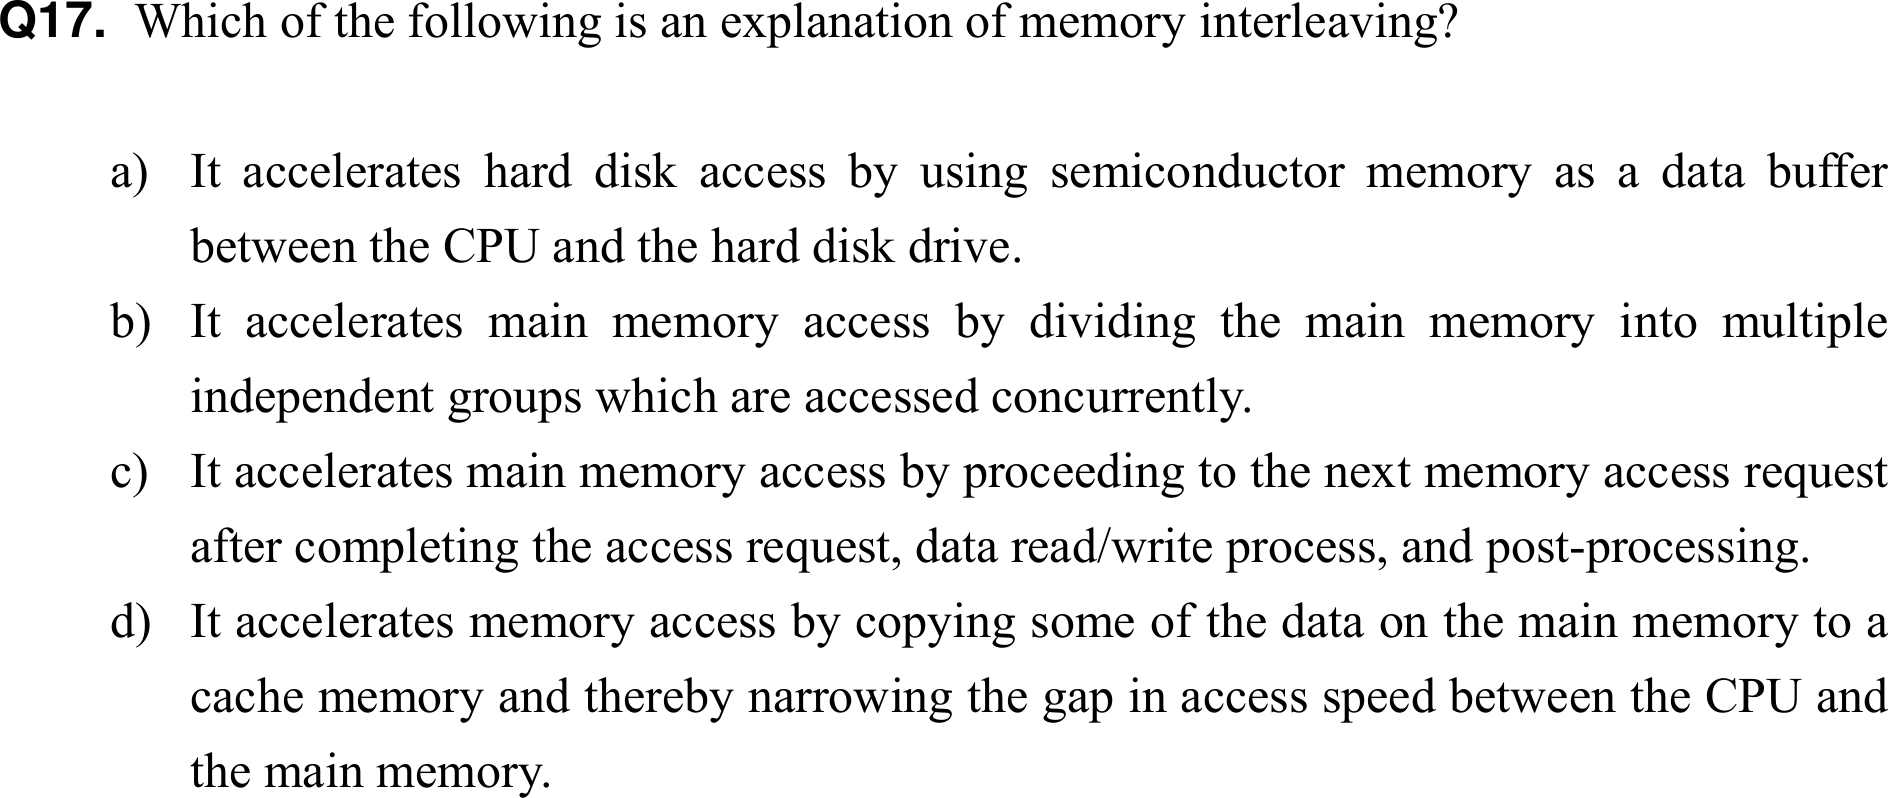 Q17. Which of the following is an explanation of memory interleaving?
a) It accelerates hard disk access by using semiconductor memory as a data buffer
between the CPU and the hard disk drive.
b) It accelerates main memory access by dividing the main memory into multiple
independent groups which are accessed concurrently.
c) It accelerates main memory access by proceeding to the next memory access request
after completing the access request, data read/write process, and post-processing.
d) It accelerates memory access by copying some of the data on the main memory to a
cache memory and thereby narrowing the gap in access speed between the CPU and
the main memory.